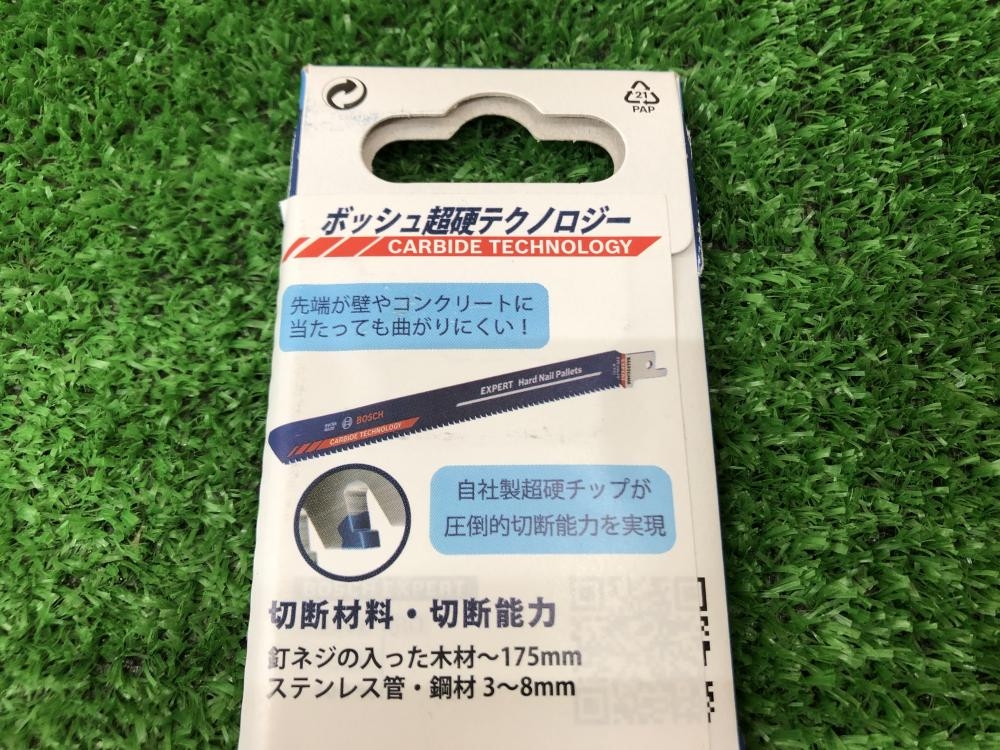 21
PAP
ボッシュ超硬テクノロジー
CARBIDE TECHNOLOGY
先端が壁やコンクリートに
当たっても曲がりにくい！
EXPERT Hard Nail Pallets
BOSCH
CARBIDE TECHNOLOGY
自社製超硬チップが
圧倒的切断能力を実現
切断材料・切断能力
釘ネジの入った木材～175mm
ステンレス管・鋼材 3～8mm